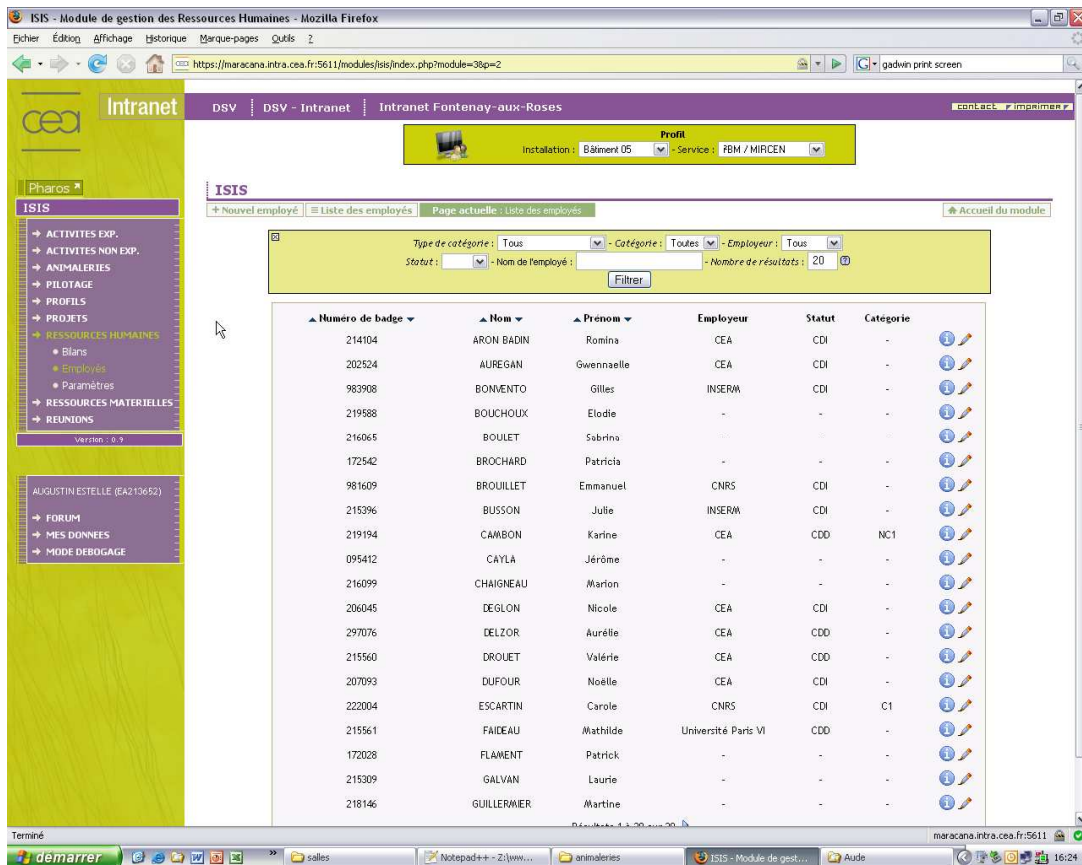 ISIS - Module de gestion des Ressources Humaines - Mozilla Firefox
Fichier Édition Affichage Historique Marque-pages Outils ?
https://maracana.intra.cea.fr:5611/modules/isis/index.php?module=3&p=2 gadwin print screen
cea Intranet DSV DSV - Intranet Intranet Fontenay-aux-Roses contact imprimer
Profil
Installation : Bâtiment 05 - Service : I²BM / MIRCEN
Pharos
ISIS
ISIS
+ Nouvel employé Liste des employés Page actuelle : Liste des employés Accueil du module
ACTIVITES EXP.
ACTIVITES NON EXP.
ANIMALERIES
PILOTAGE
PROFILS
PROJETS
RESSOURCES HUMAINES
Bilans
Employés
Paramètres
RESSOURCES MATERIELLES
REUNIONS
Version : 0.9
AUGUSTIN ESTELLE (EA213652)
FORUM
MES DONNEES
MODE DEBOGAGE
Type de catégorie : Tous - Catégorie : Toutes - Employeur : Tous
Statut : - Nom de l'employé : - Nombre de résultats : 20
Filtrer
Numéro de badge Nom Prénom Employeur Statut Catégorie
214104 ARON BADIN Romina CEA CDI -
202524 AUREGAN Gwennaelle CEA CDI -
983908 BONVENTO Gilles INSERM CDI -
219588 BOUCHOUX Elodie - - -
216065 BOULET Sabrina
172542 BROCHARD Patricia - - -
981609 BROUILLET Emmanuel CNRS CDI -
215396 BUSSON Julie INSERM CDI -
219194 CAMBON Karine CEA CDD NC1
095412 CAYLA Jérôme - - -
216099 CHAIGNEAU Marion - - -
206045 DEGLON Nicole CEA CDI -
297076 DELZOR Aurélie CEA CDD -
215560 DROUET Valérie CEA CDD -
207093 DUFOUR Noëlle CEA CDI -
222004 ESCARTIN Carole CNRS CDI C1
215561 FAIDEAU Mathilde Université Paris VI CDD -
172028 FLAMENT Patrick - - -
215309 GALVAN Laurie - - -
218146 GUILLERMIER Martine - - -
Terminé maracana.intra.cea.fr:5611
démarrer salles Notepad++ - Z:\ww... animaleries ISIS - Module de gest... Aude 16:24